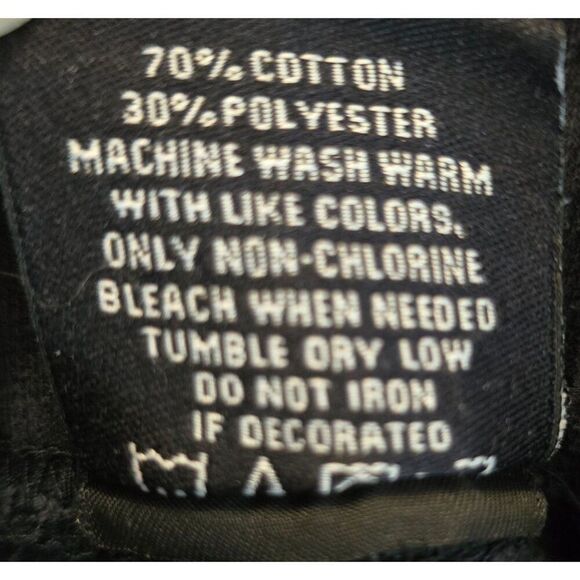 70% COTTON
30% POLYESTER
MACHINE WASH WARM
WITH LIKE COLORS.
ONLY NON-CHLORINE
BLEACH WHEN NEEDED
TUMBLE DRY LOW
DO NOT IRON
IF DECORATED